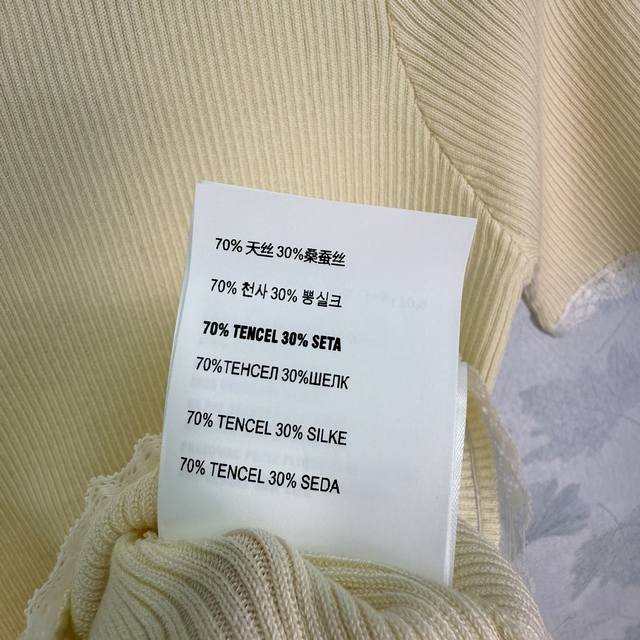 70% 天丝 30%桑蚕丝
70% 천사 30% 뽕실크
70% TENCEL 30% SETA
70%ТЕНСЕЛ 30%ШЕЛК
70% TENCEL 30% SILKE
70% TENCEL 30% SEDA